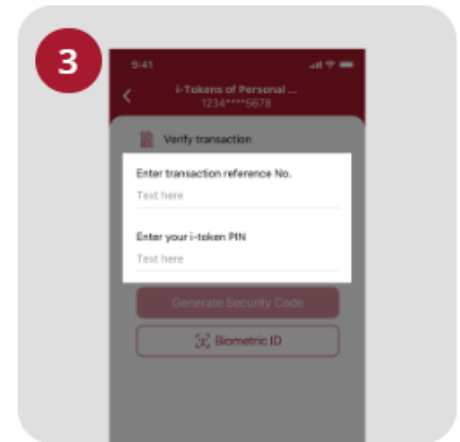 3
9:41
i-Tokens of Personal ...
1234****5678
Verify transaction
Enter transaction reference No.
Text here
Enter your i-token PIN
Text here
Generate Security Code
Biometric ID